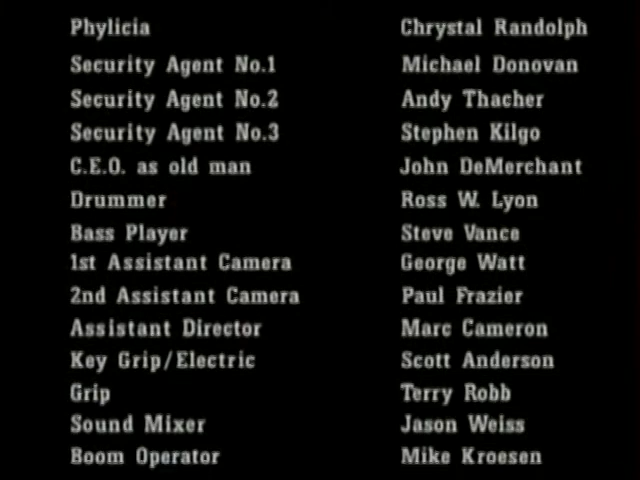 Phylicia Chrystal Randolph
Security Agent No.1 Michael Donovan
Security Agent No.2 Andy Thacher
Security Agent No.3 Stephen Kilgo
C.E.O. as old man John DeMerchant
Drummer Ross W. Lyon
Bass Player Steve Vance
1st Assistant Camera George Watt
2nd Assistant Camera Paul Frazier
Assistant Director Marc Cameron
Key Grip/Electric Scott Anderson
Grip Terry Robb
Sound Mixer Jason Weiss
Boom Operator Mike Kroesen